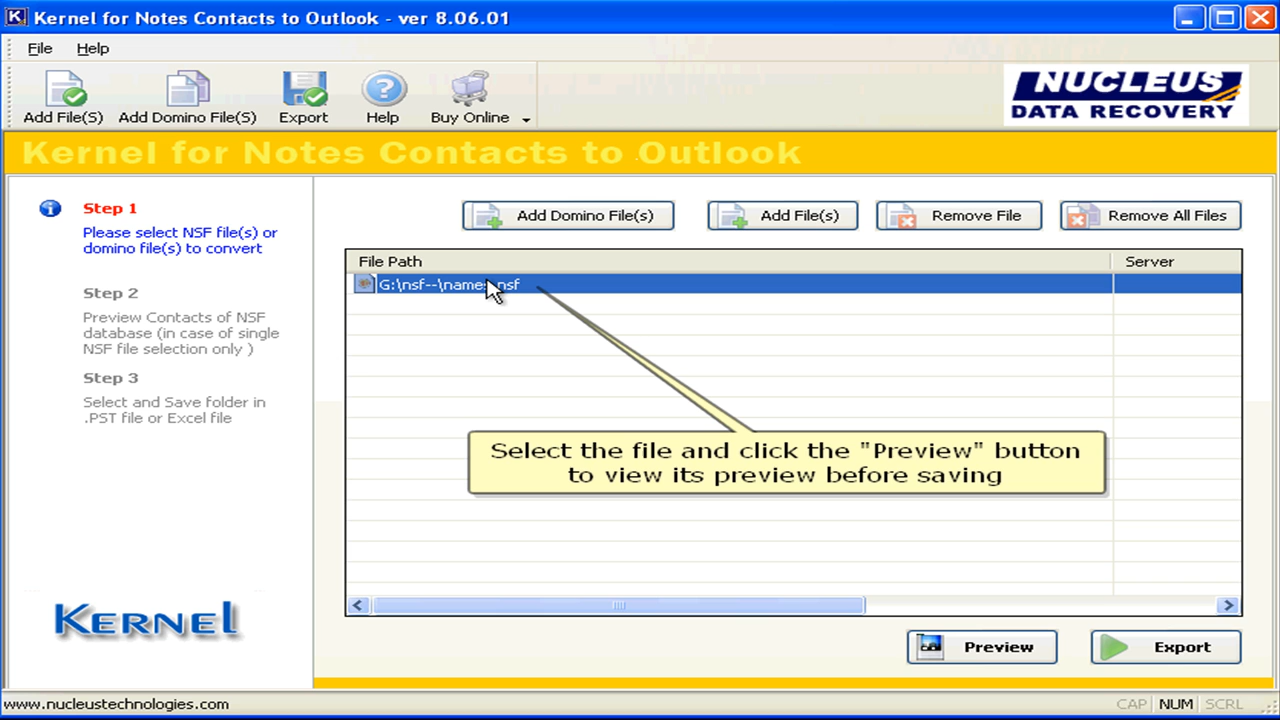 Kernel for Notes Contacts to Outlook - ver 8.06.01
File Help
Add File(S) Add Domino File(S) Export Help Buy Online
NUCLEUS
DATA RECOVERY
Kernel for Notes Contacts to Outlook
Step 1
Please select NSF file(s) or
domino file(s) to convert
Step 2
Preview Contacts of NSF
database (in case of single
NSF file selection only )
Step 3
Select and Save folder in
.PST file or Excel file
KERNEL
Add Domino File(s) Add File(s) Remove File Remove All Files
File Path Server
G:\nsf--\names.nsf
Select the file and click the "Preview" button
to view its preview before saving
Preview Export
www.nucleustechnologies.com CAP NUM SCRL